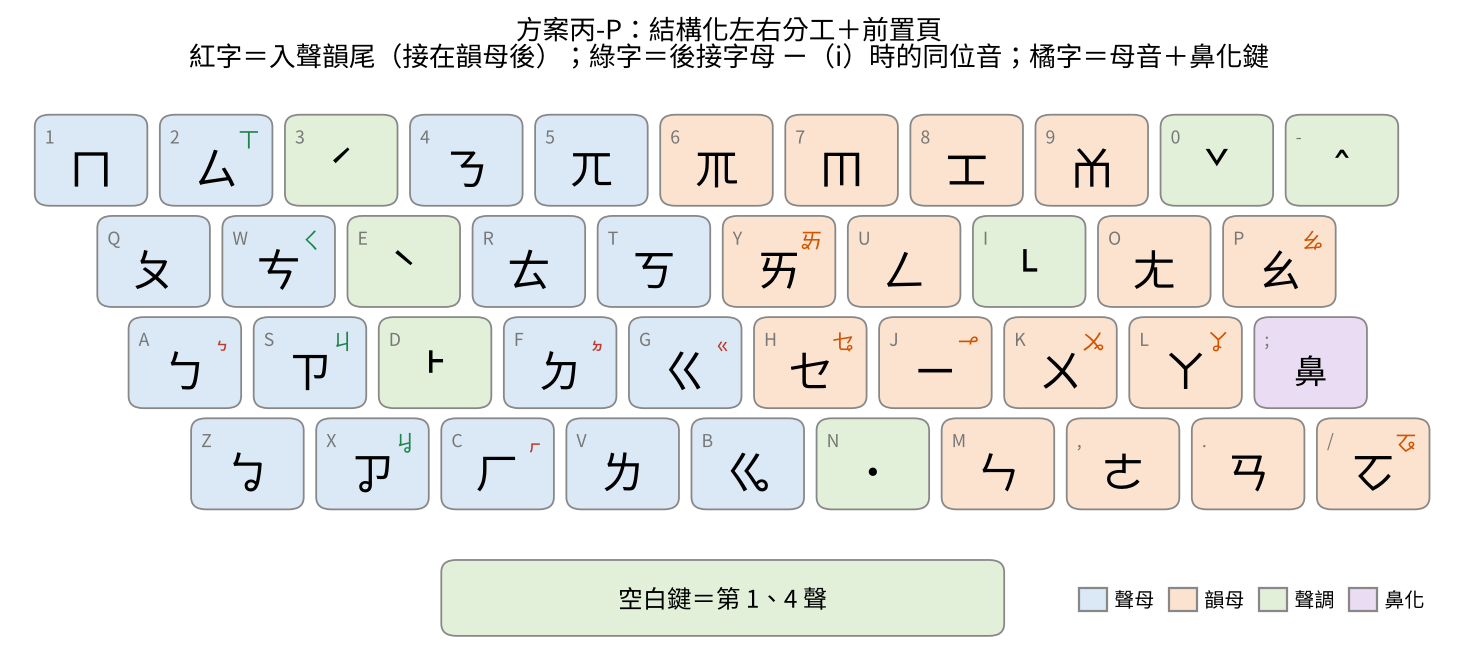 方案丙-P：結構化左右分工＋前置頁
紅字＝入聲韻尾（接在韻母後）；綠字＝後接字母 ㄧ（i）時的同位音；橘字＝母音＋鼻化鍵
1 ㄇ 2 ㄙ ㄒ 3 ˊ 4 ㄋ 5 ㄫ 6 ㆭ 7 ㆬ 8 ㆲ 9 ㆱ 0 ˇ - ˆ
Q ㄆ W ㄘ ㄑ E ˋ R ㄊ T ㄎ Y ㄞ ㆮ U ㄥ I ˪ O ㄤ P ㄠ ㆯ
A ㄅ ㆴ S ㄗ ㄐ D ˫ F ㄉ ㆵ G ㄍ ㆶ H ㆤ ㆥ J ㄧ ㆪ K ㄨ ㆫ L ㄚ ㆩ ; 鼻
Z ㆠ X ㆡ ㆢ C ㄏ ㆷ V ㄌ B ㆣ N ˙ M ㄣ , ㄜ . ㄢ / ㆦ ㆧ
空白鍵＝第 1、4 聲
聲母 韻母 聲調 鼻化